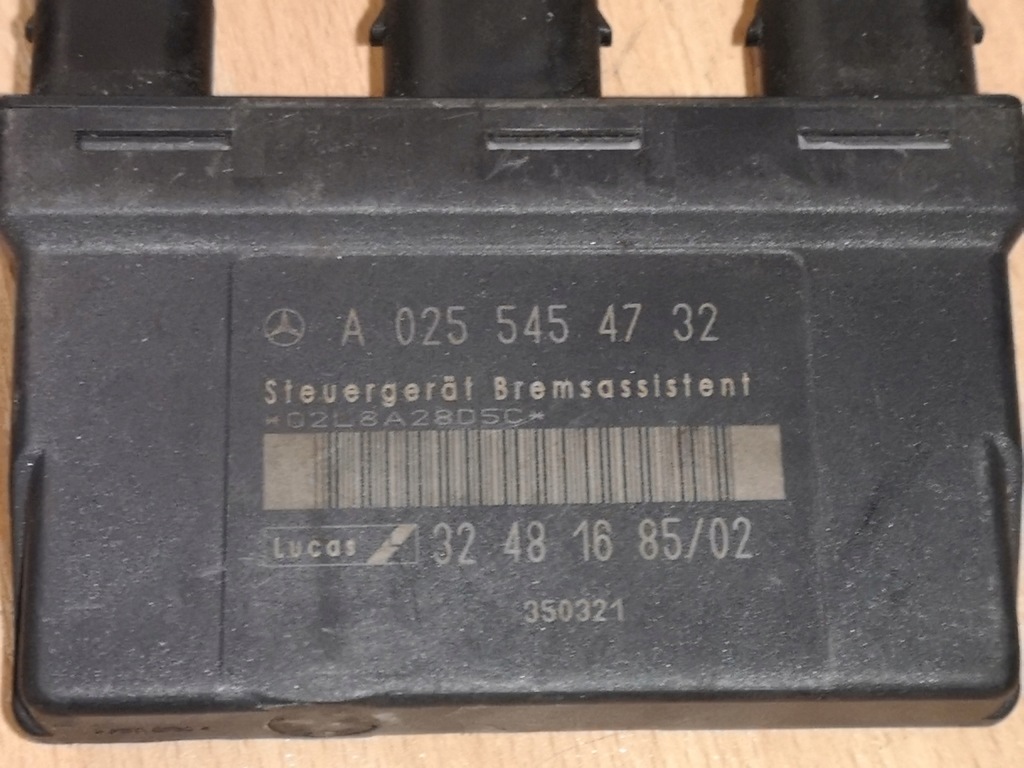 A 025 545 47 32
Steuergerät Bremsassistent
*02L8A28D5C*
Lucas 32 48 16 85/02
350321